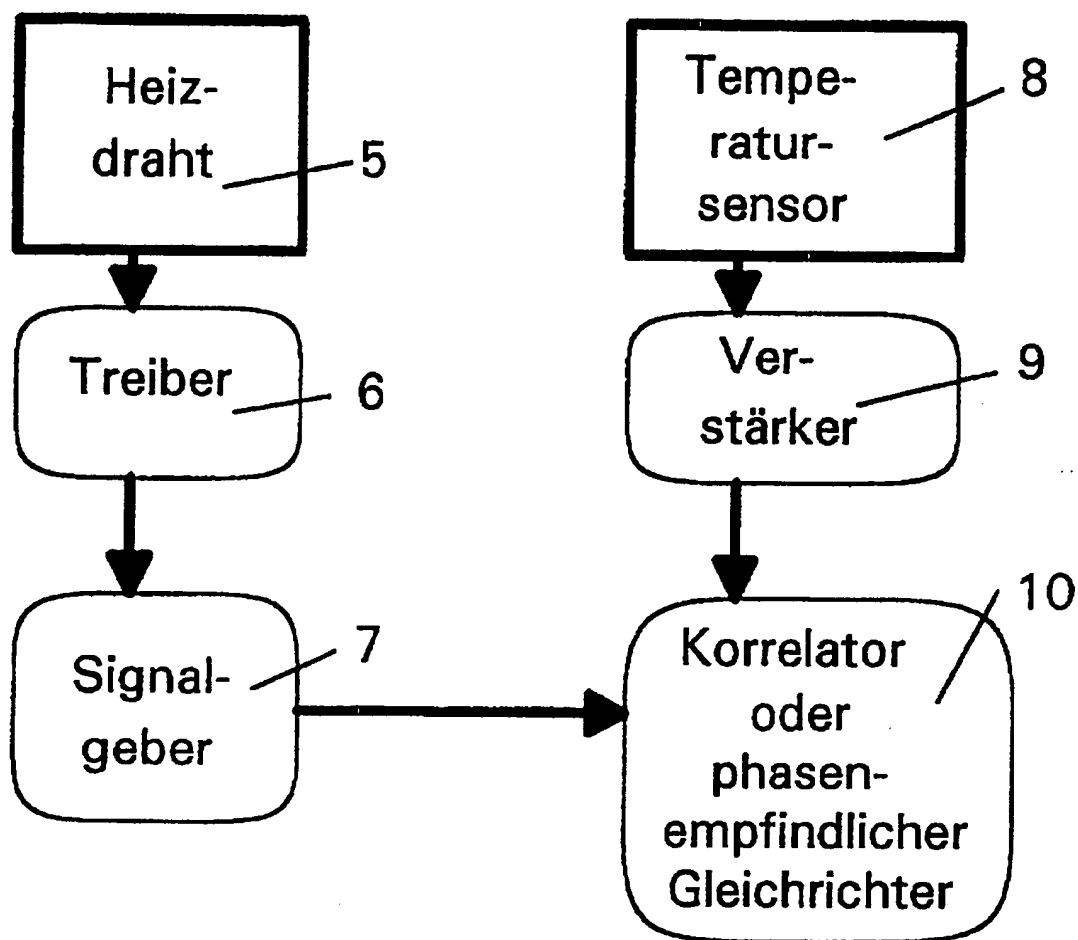 Heiz-
draht
5
Treiber
6
Signal-
geber
7
Tempe-
ratur-
sensor
8
Ver-
stärker
9
Korrelator
oder
phasen-
empfindlicher
Gleichrichter
10